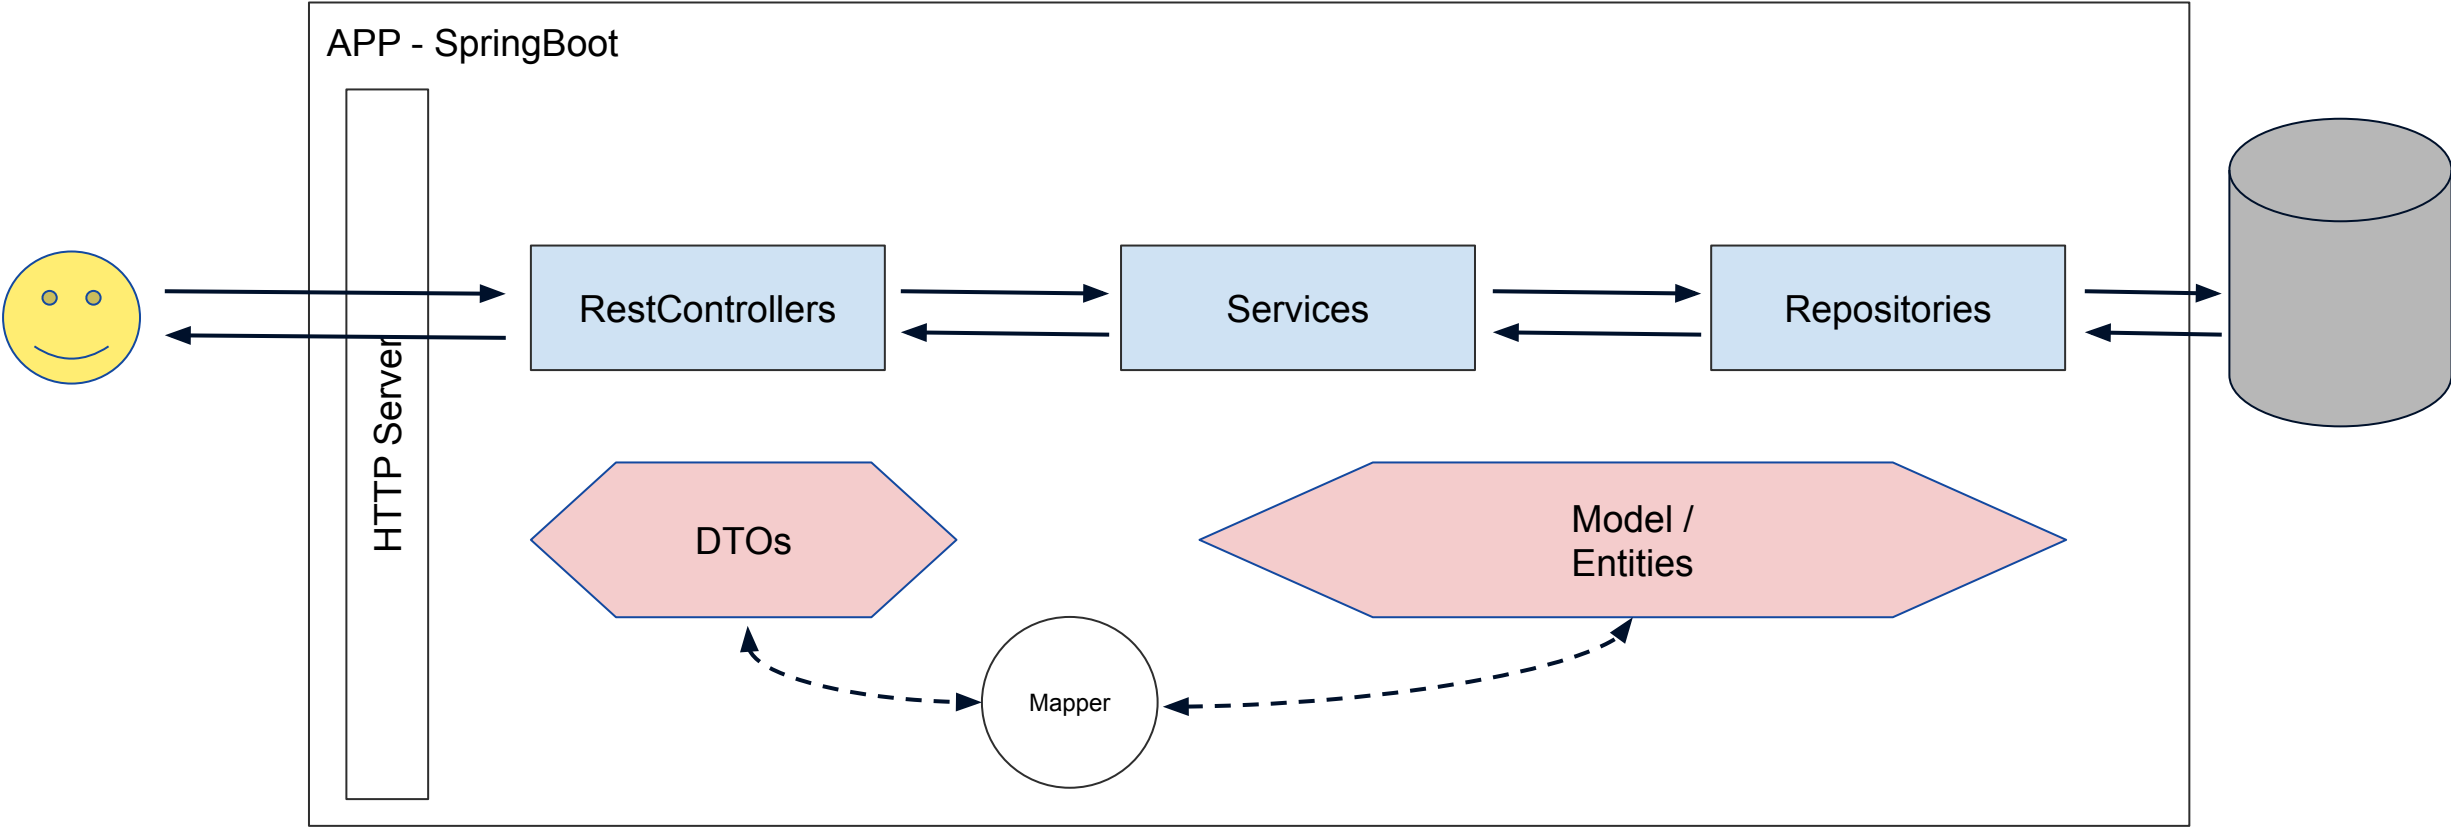 APP - SpringBoot
HTTP Server
RestControllers
Services
Repositories
DTOs
Model /
Entities
Mapper